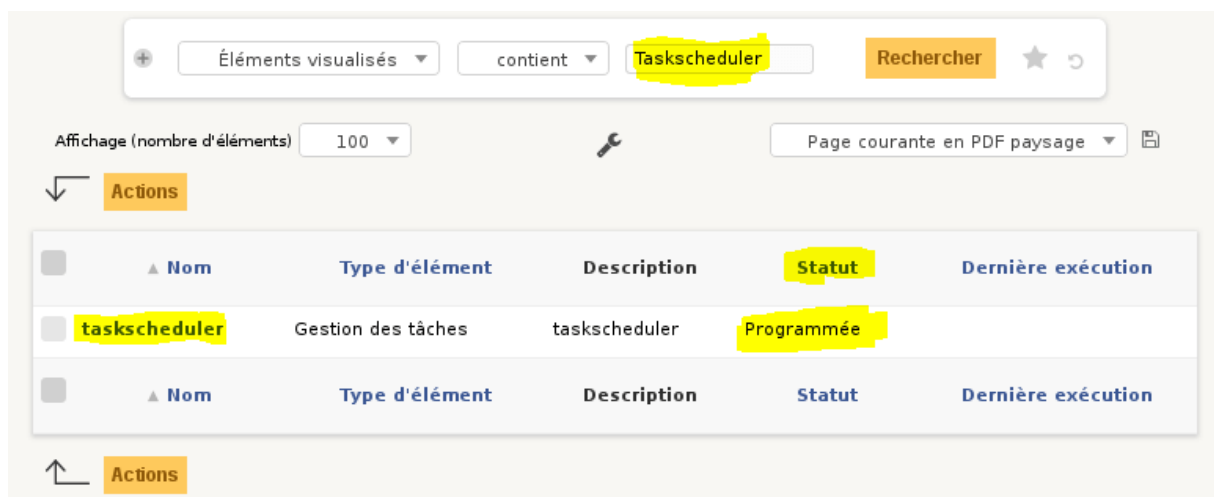 Éléments visualisés contient Taskscheduler Rechercher
Affichage (nombre d'éléments) 100 Page courante en PDF paysage
Actions
Nom Type d'élément Description Statut Dernière exécution
taskscheduler Gestion des tâches taskscheduler Programmée
Nom Type d'élément Description Statut Dernière exécution
Actions